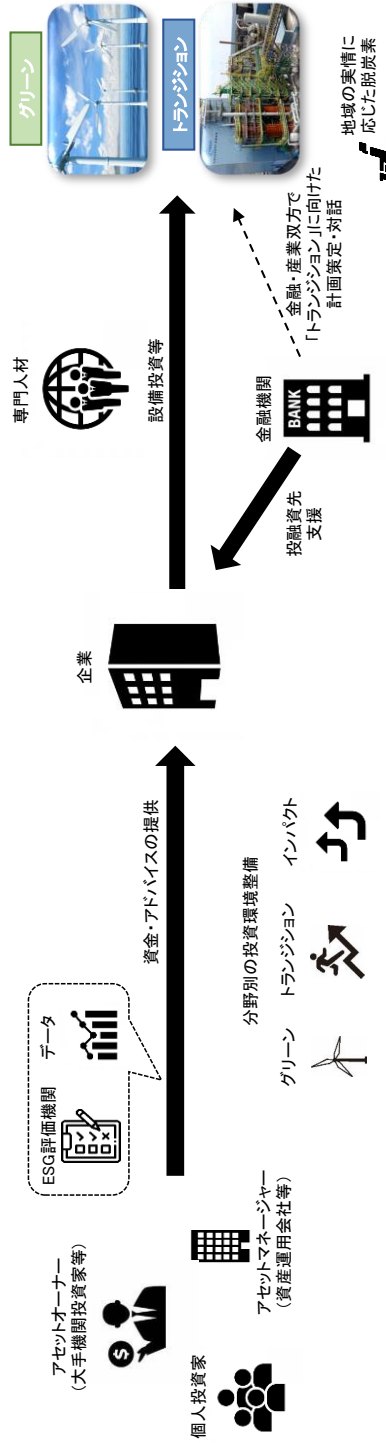 アセットオーナー
(大手機関投資家等)
個人投資家
アセットマネージャー
(資産運用会社等)
ESG評価機関
データ
資金・アドバイスの提供
分野別の投資環境整備
グリーン
トランジション
インパクト
企業
専門人材
設備投資等
投融資先
支援
金融機関
BANK
金融・産業双方で
「トランジション」に向けた
計画策定・対話
グリーン
トランジション
地域の実情に
応じた脱炭素